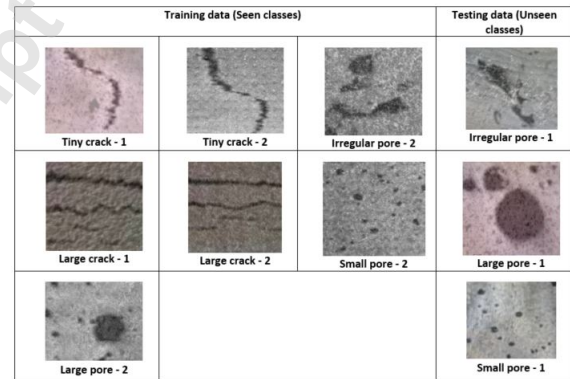 Training data (Seen classes)
Testing data (Unseen
classes)
Tiny crack - 1
Tiny crack - 2
Irregular pore - 2
Irregular pore - 1
Large crack - 1
Large crack - 2
Small pore - 2
Large pore - 1
Large pore - 2
Small pore - 1